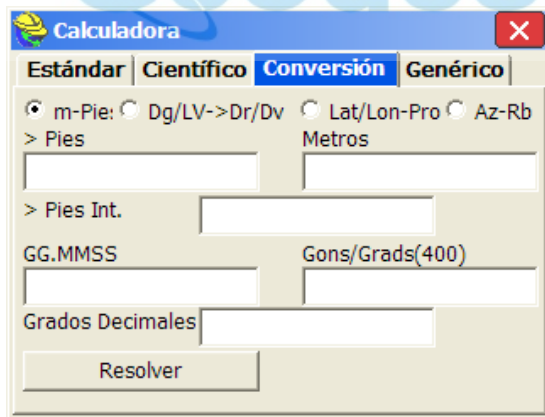 Calculadora
Estándar Científico Conversión Genérico
m-Pies Dg/LV->Dr/Dv Lat/Lon-Pro Az-Rb
> Pies Metros
> Pies Int.
GG.MMSS Gons/Grads(400)
Grados Decimales
Resolver